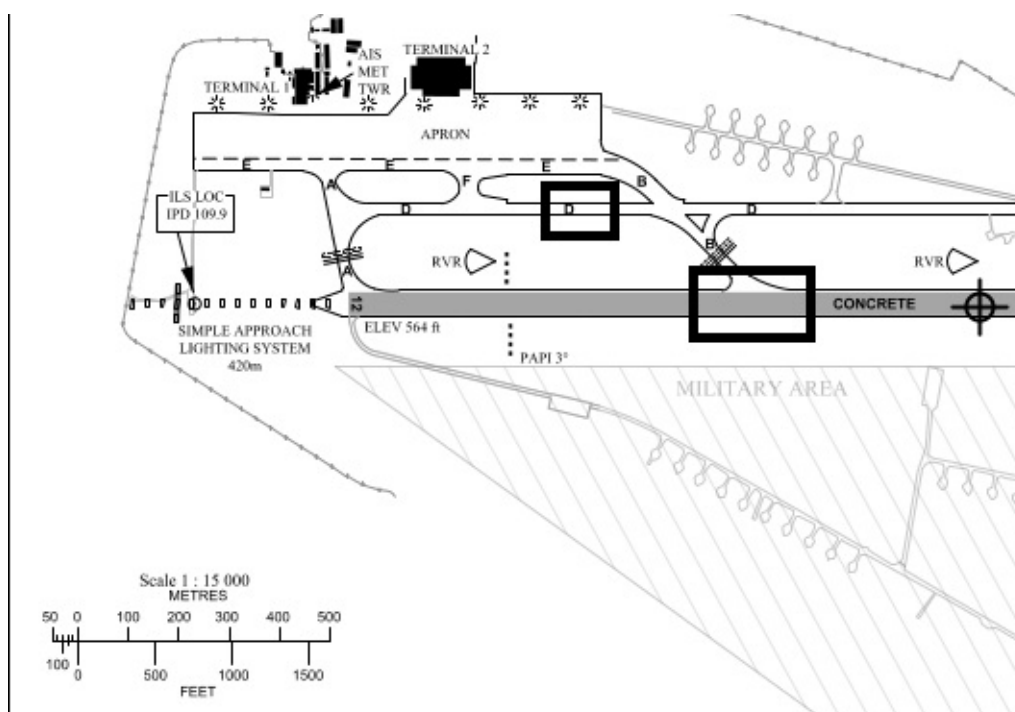 TERMINAL 2
AIS
MET
TWR
TERMINAL 1
APRON
E
E
E
A
F
B
ILS LOC
IPD 109.9
D
D
D
B
A
RVR
RVR
12
CONCRETE
ELEV 564 ft
SIMPLE APPROACH
LIGHTING SYSTEM
420m
PAPI 3°
MILITARY AREA
Scale 1 : 15 000
METRES
50 0 100 200 300 400 500
100 0 500 1000 1500
FEET